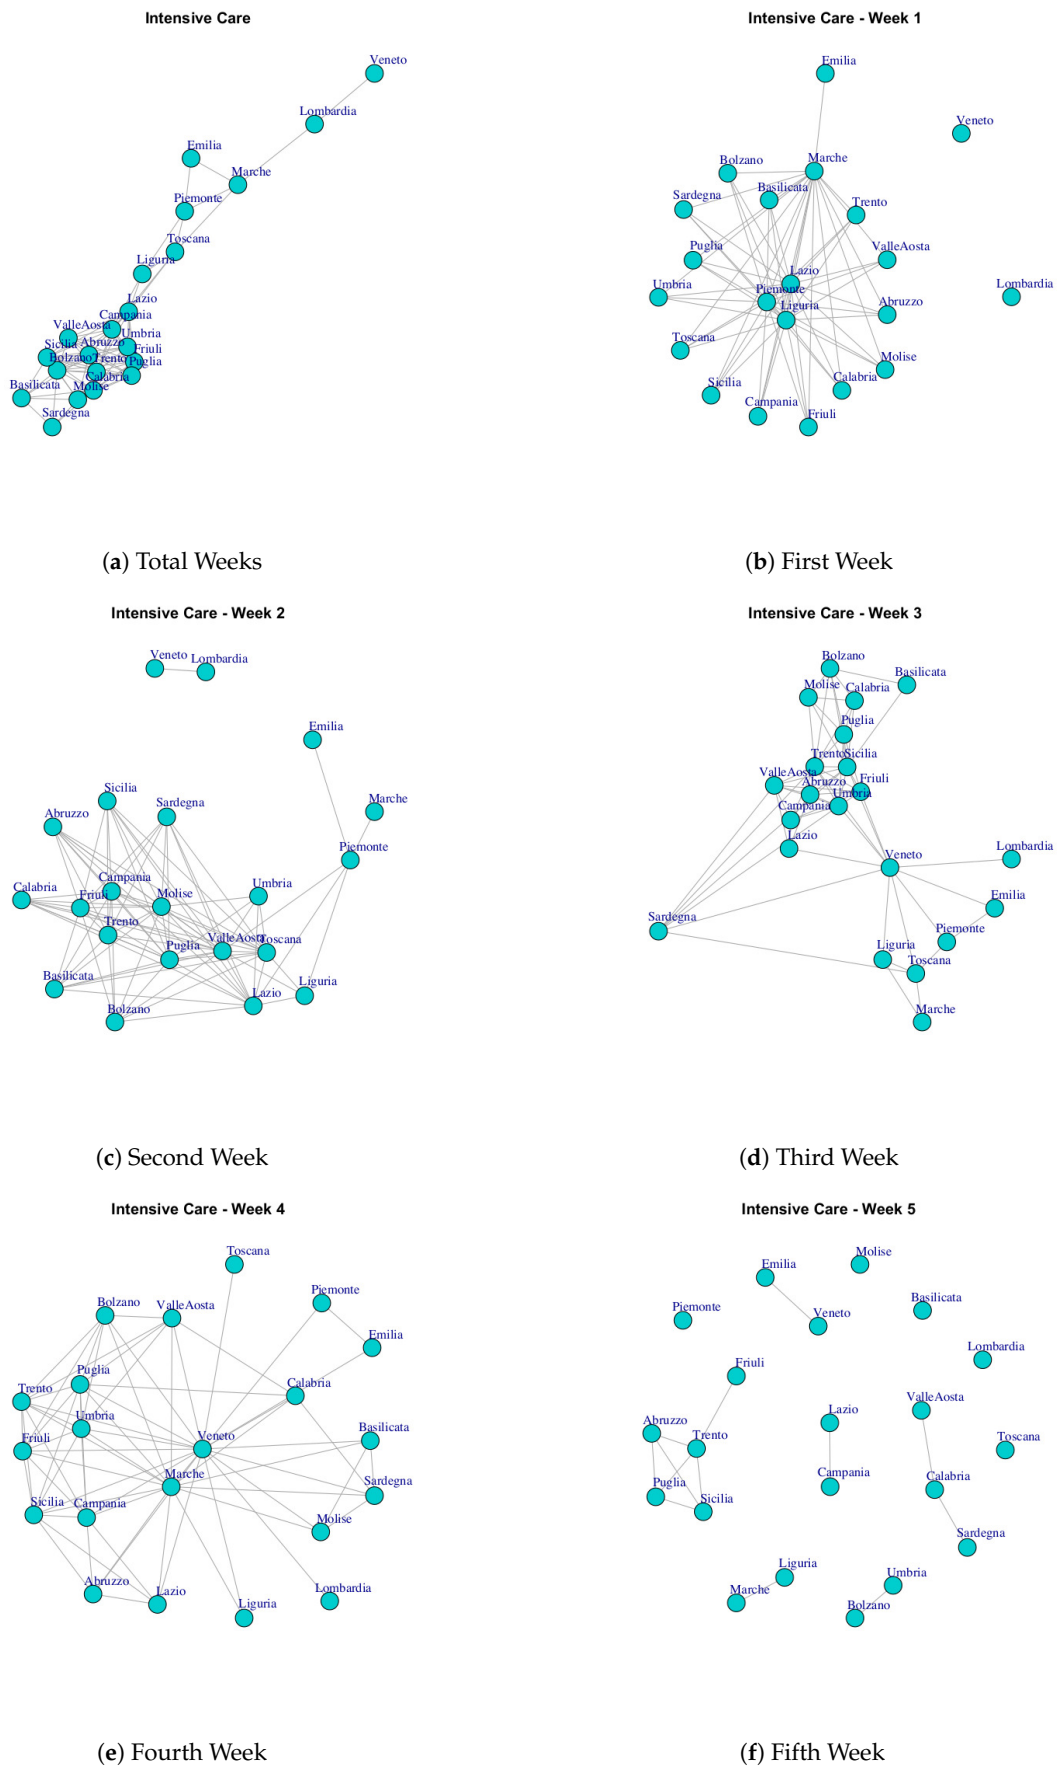 Intensive Care
Veneto
Lombardia
Emilia
Marche
Piemonte
Toscana
Liguria
Lazio
Campania
ValleAosta
Umbria
Sicilia
Abruzzo
Friuli
Bolzano
Trento
Puglia
Calabria
Basilicata
Molise
Sardegna
(a) Total Weeks
Intensive Care - Week 1
Emilia
Veneto
Bolzano
Marche
Basilicata
Sardegna
Trento
Puglia
ValleAosta
Lazio
Umbria
Piemonte
Lombardia
Liguria
Abruzzo
Toscana
Molise
Sicilia
Calabria
Campania
Friuli
(b) First Week
Intensive Care - Week 2
Veneto
Lombardia
Emilia
Sicilia
Sardegna
Marche
Abruzzo
Piemonte
Campania
Umbria
Calabria
Friuli
Molise
Trento
Puglia
ValleAosta
Toscana
Basilicata
Liguria
Lazio
Bolzano
(c) Second Week
Intensive Care - Week 3
Bolzano
Basilicata
Molise
Calabria
Puglia
Trento
Sicilia
ValleAosta
Abruzzo
Friuli
Campania
Umbria
Lazio
Veneto
Lombardia
Emilia
Sardegna
Piemonte
Liguria
Toscana
Marche
(d) Third Week
Intensive Care - Week 4
Toscana
Piemonte
Bolzano
ValleAosta
Emilia
Puglia
Trento
Calabria
Umbria
Friuli
Veneto
Basilicata
Marche
Sardegna
Sicilia
Campania
Molise
Abruzzo
Lazio
Lombardia
Liguria
(e) Fourth Week
Intensive Care - Week 5
Molise
Emilia
Piemonte
Veneto
Basilicata
Lombardia
Friuli
ValleAosta
Lazio
Abruzzo
Trento
Toscana
Campania
Puglia
Calabria
Sicilia
Sardegna
Liguria
Umbria
Marche
Bolzano
(f) Fifth Week